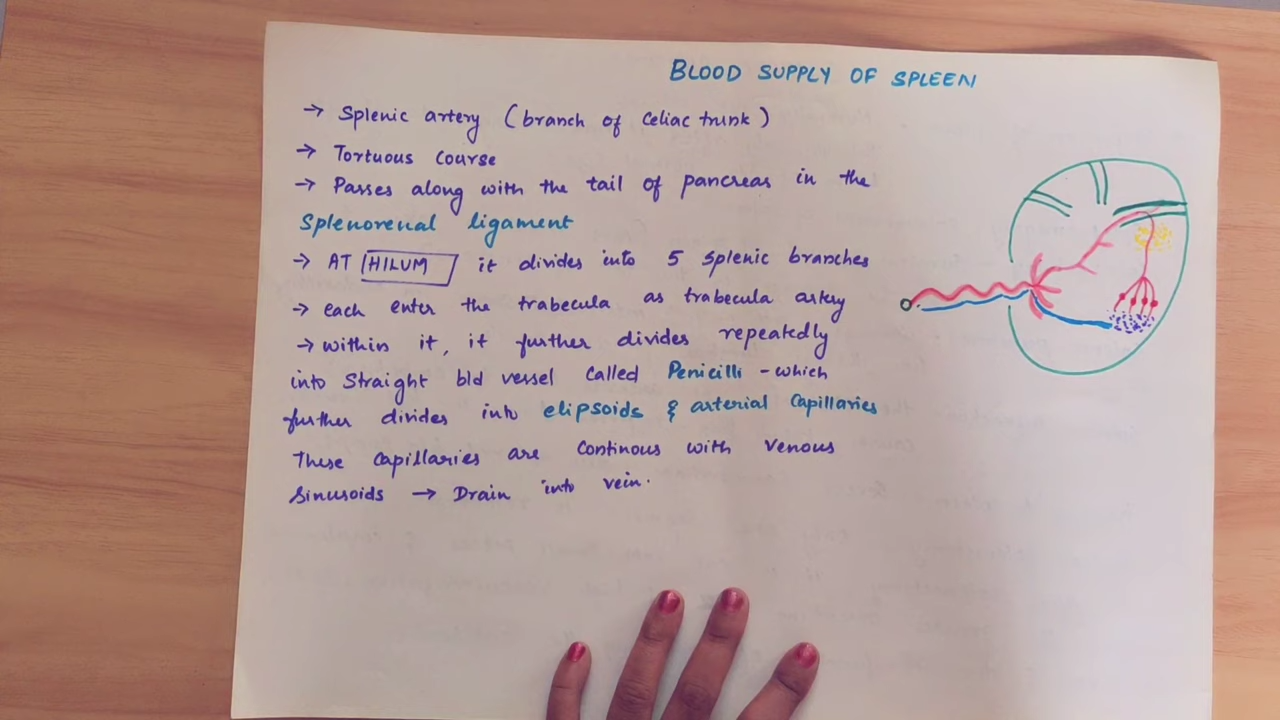 BLOOD SUPPLY OF SPLEEN
→ Splenic artery (branch of celiac trunk)
→ Tortuous course
→ Passes along with the tail of pancreas in the
Splenorenal ligament
→ AT HILUM it divides into 5 splenic branches
→ each enter the trabecula as trabecula artery
→ within it, it further divides repeatedly
into straight bld vessel called Penicilli - which
further divides into elipsoids & arterial capillaries
These capillaries are continous with venous
sinusoids → Drain into vein.